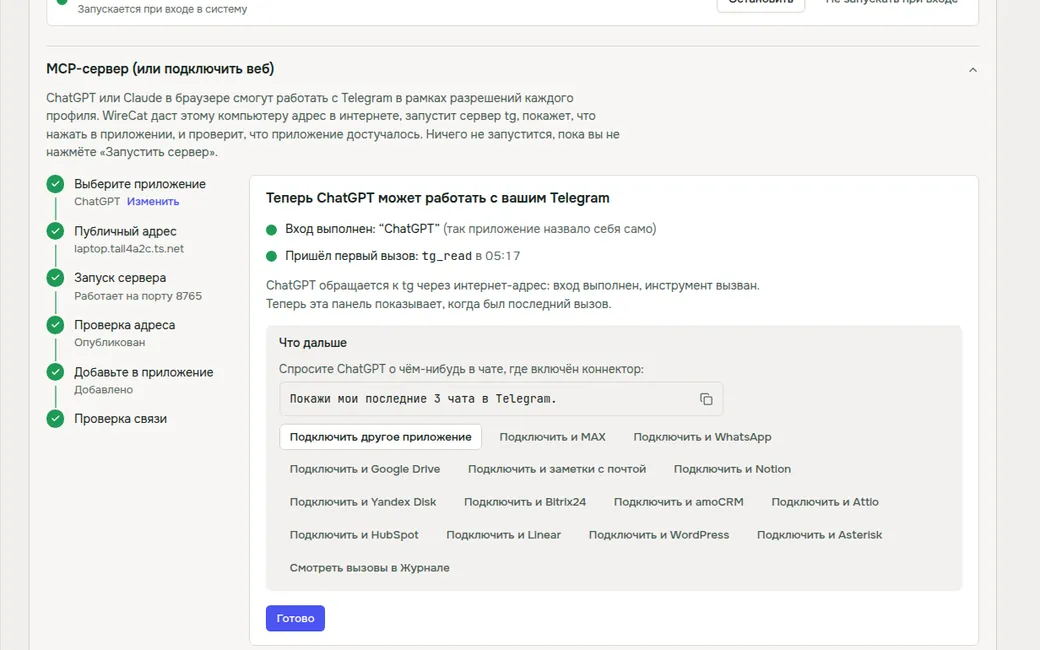 Запускается при входе в систему
Остановить
Не запускать при входе
MCP-сервер (или подключить веб)
ChatGPT или Claude в браузере смогут работать с Telegram в рамках разрешений каждого
профиля. WireCat даст этому компьютеру адрес в интернете, запустит сервер tg, покажет, что
нажать в приложении, и проверит, что приложение достучалось. Ничего не запустится, пока вы не
нажмёте «Запустить сервер».
Выберите приложение
ChatGPT Изменить
Публичный адрес
laptop.tail4a2c.ts.net
Запуск сервера
Работает на порту 8765
Проверка адреса
Опубликован
Добавьте в приложение
Добавлено
Проверка связи
Теперь ChatGPT может работать с вашим Telegram
Вход выполнен: “ChatGPT” (так приложение назвало себя само)
Пришёл первый вызов: tg_read в 05:17
ChatGPT обращается к tg через интернет-адрес: вход выполнен, инструмент вызван.
Теперь эта панель показывает, когда был последний вызов.
Что дальше
Спросите ChatGPT о чём-нибудь в чате, где включён коннектор:
Покажи мои последние 3 чата в Telegram.
Подключить другое приложение Подключить и MAX Подключить и WhatsApp
Подключить и Google Drive Подключить и заметки с почтой Подключить и Notion
Подключить и Yandex Disk Подключить и Bitrix24 Подключить и amoCRM Подключить и Attio
Подключить и HubSpot Подключить и Linear Подключить и WordPress Подключить и Asterisk
Смотреть вызовы в Журнале
Готово